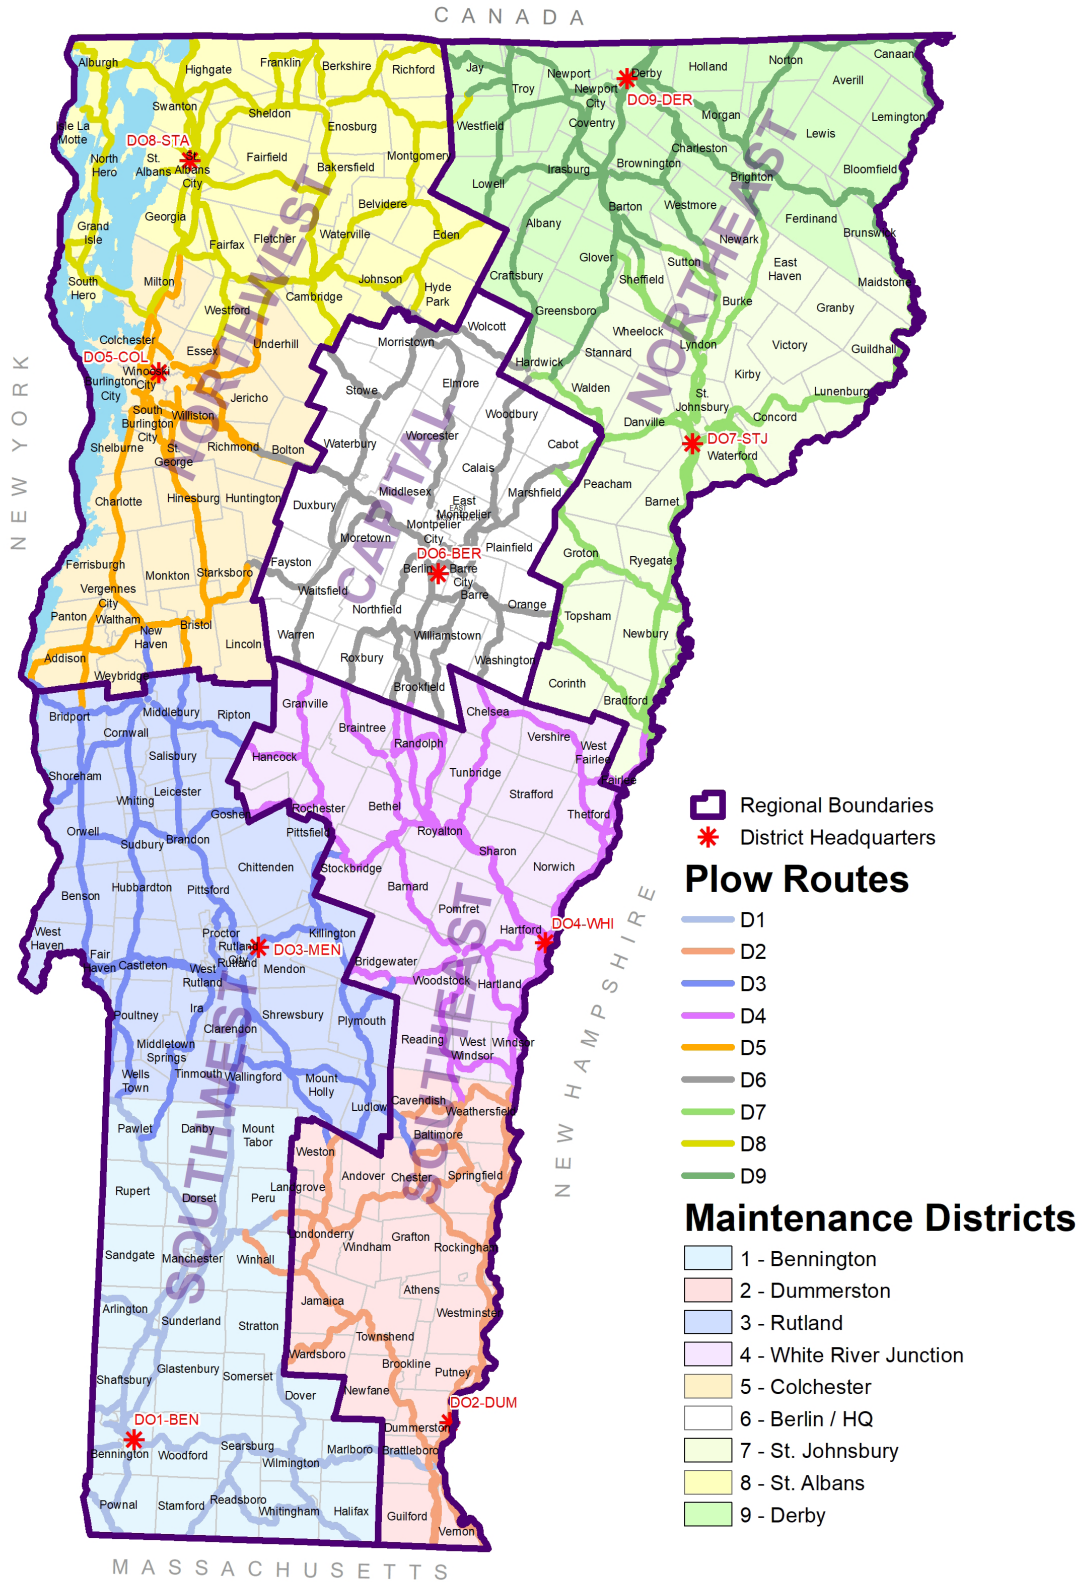 CANADA
Alburgh
Highgate
Franklin
Berkshire
Richford
Jay
Newport
Derby
Holland
Norton
Canaan
Averill
Troy
Newport
City
DO9-DER
Swanton
Sheldon
Enosburg
Westfield
Coventry
Morgan
Lewis
Lemington
Isle La
Motte
DO8-STA
North
Hero
St.
Albans
St.
Albans
City
Fairfield
Bakersfield
Montgomery
Lowell
Irasburg
Brownington
Charleston
Brighton
Bloomfield
Grand
Isle
Georgia
Belvidere
Barton
Westmore
Ferdinand
Brunswick
Fairfax
Fletcher
Waterville
Eden
Albany
Newark
South
Hero
Milton
Johnson
Hyde
Park
Craftsbury
Glover
Sheffield
Sutton
East
Haven
Maidstone
Westford
Cambridge
Greensboro
Burke
Granby
Colchester
Essex
Underhill
Morristown
Wolcott
Wheelock
Lyndon
Victory
Guildhall
DO5-COL
Winooski
City
Burlington
City
Jericho
Stowe
Elmore
Hardwick
Stannard
Walden
Kirby
Lunenburg
South
Burlington
City
Williston
Woodbury
St.
Johnsbury
Concord
Shelburne
St.
George
Richmond
Bolton
Waterbury
Worcester
Cabot
Danville
DO7-STJ
Waterford
Charlotte
Hinesburg
Huntington
Duxbury
Middlesex
Calais
Marshfield
Peacham
Barnet
East
Montpelier
Montpelier
City
Moretown
Plainfield
Ferrisburgh
Monkton
Starksboro
Fayston
DO6-BER
Berlin
Barre
City
Groton
Ryegate
Vergennes
City
Waitsfield
Barre
Orange
Panton
Waltham
New
Haven
Bristol
Lincoln
Northfield
Warren
Williamstown
Topsham
Newbury
Addison
Weybridge
Roxbury
Washington
Corinth
Bradford
Brookfield
Bridport
Middlebury
Ripton
Granville
Braintree
Chelsea
Vershire
West
Fairlee
Fairlee
Cornwall
Salisbury
Hancock
Randolph
Tunbridge
Strafford
Thetford
Shoreham
Leicester
Whiting
Goshen
Rochester
Bethel
Orwell
Sudbury
Brandon
Pittsfield
Royalton
Sharon
Norwich
Chittenden
Stockbridge
Benson
Hubbardton
Pittsford
Barnard
Pomfret
Hartford
DO4-WHI
West
Haven
Proctor
Rutland
City
Killington
DO3-MEN
Fair
Haven
Castleton
West
Rutland
Rutland
Mendon
Bridgewater
Woodstock
Hartland
Poultney
Ira
Clarendon
Shrewsbury
Plymouth
Reading
West
Windsor
Windsor
Middletown
Springs
Wells
Town
Tinmouth
Wallingford
Mount
Holly
Ludlow
Cavendish
Weathersfield
Pawlet
Danby
Mount
Tabor
Weston
Baltimore
Rupert
Dorset
Peru
Landgrove
Andover
Chester
Springfield
Sandgate
Manchester
Winhall
Londonderry
Windham
Grafton
Rockingham
Arlington
Sunderland
Stratton
Jamaica
Athens
Westminster
Townshend
Shaftsbury
Glastenbury
Somerset
Wardsboro
Brookline
Putney
Dover
Newfane
DO2-DUM
DO1-BEN
Dummerston
Bennington
Woodford
Searsburg
Wilmington
Marlboro
Brattleboro
Pownal
Stamford
Readsboro
Whitingham
Halifax
Guilford
Vernon
NORTHWEST
NORTHEAST
CAPITAL
SOUTHWEST
SOUTHEAST
NEW YORK
NEW HAMPSHIRE
MASSACHUSETTS
Regional Boundaries
District Headquarters
Plow Routes
D1
D2
D3
D4
D5
D6
D7
D8
D9
Maintenance Districts
1 - Bennington
2 - Dummerston
3 - Rutland
4 - White River Junction
5 - Colchester
6 - Berlin / HQ
7 - St. Johnsbury
8 - St. Albans
9 - Derby